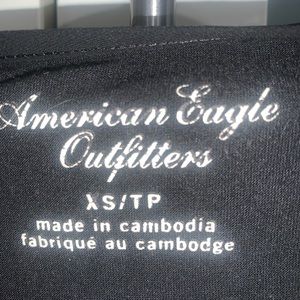 American Eagle
Outfitters
XS/TP
made in cambodia
fabriqué au cambodge